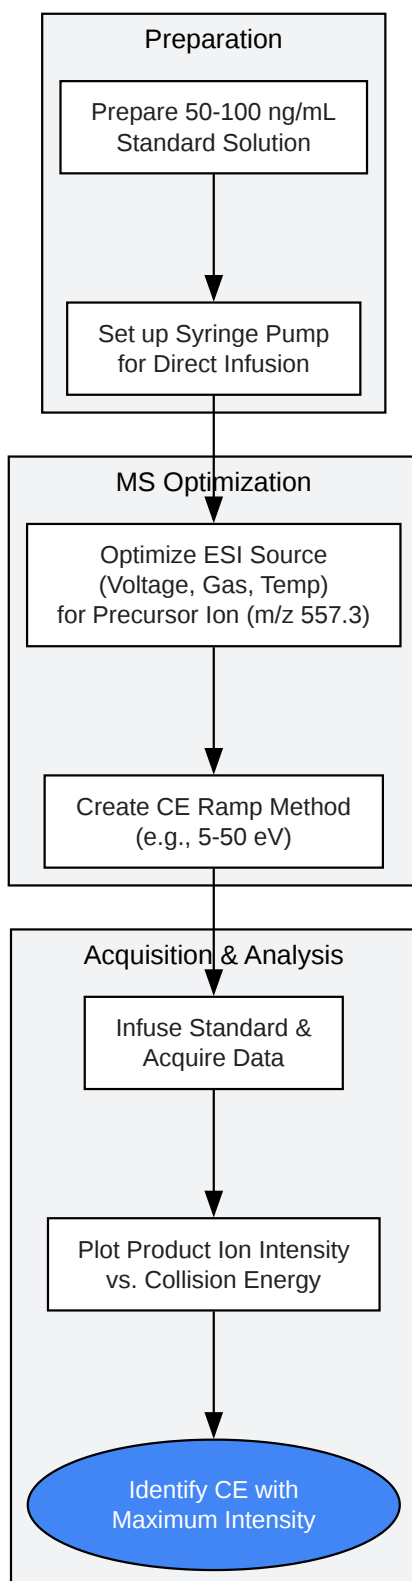 Preparation
Prepare 50-100 ng/mL
Standard Solution
Set up Syringe Pump
for Direct Infusion
MS Optimization
Optimize ESI Source
(Voltage, Gas, Temp)
for Precursor Ion (m/z 557.3)
Create CE Ramp Method
(e.g., 5-50 eV)
Acquisition & Analysis
Infuse Standard &
Acquire Data
Plot Product Ion Intensity
vs. Collision Energy
Identify CE with
Maximum Intensity